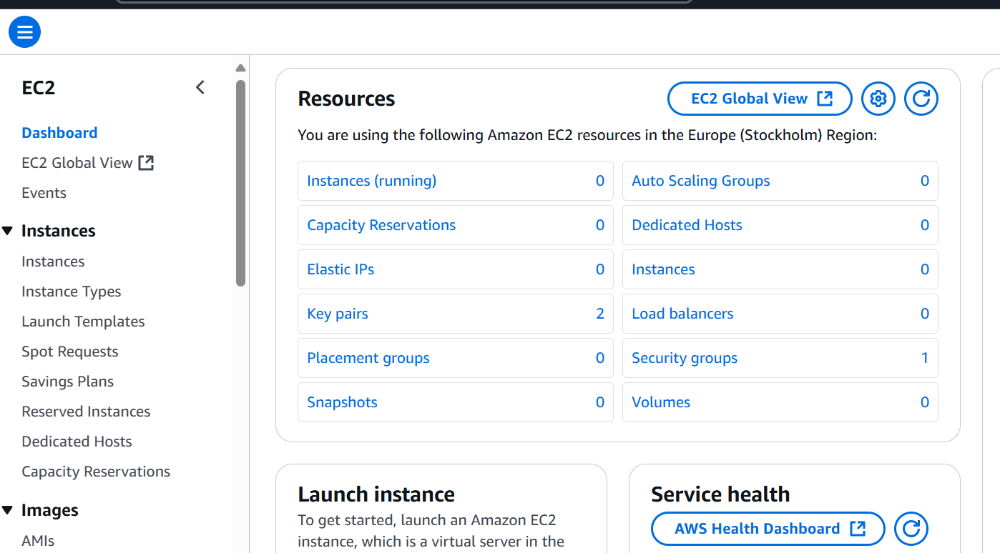 EC2
Dashboard
EC2 Global View
Events
Instances
Instances
Instance Types
Launch Templates
Spot Requests
Savings Plans
Reserved Instances
Dedicated Hosts
Capacity Reservations
Images
AMIs
Resources
EC2 Global View
You are using the following Amazon EC2 resources in the Europe (Stockholm) Region:
Instances (running) 0
Auto Scaling Groups 0
Capacity Reservations 0
Dedicated Hosts 0
Elastic IPs 0
Instances 0
Key pairs 2
Load balancers 0
Placement groups 0
Security groups 1
Snapshots 0
Volumes 0
Launch instance
To get started, launch an Amazon EC2
instance, which is a virtual server in the
Service health
AWS Health Dashboard